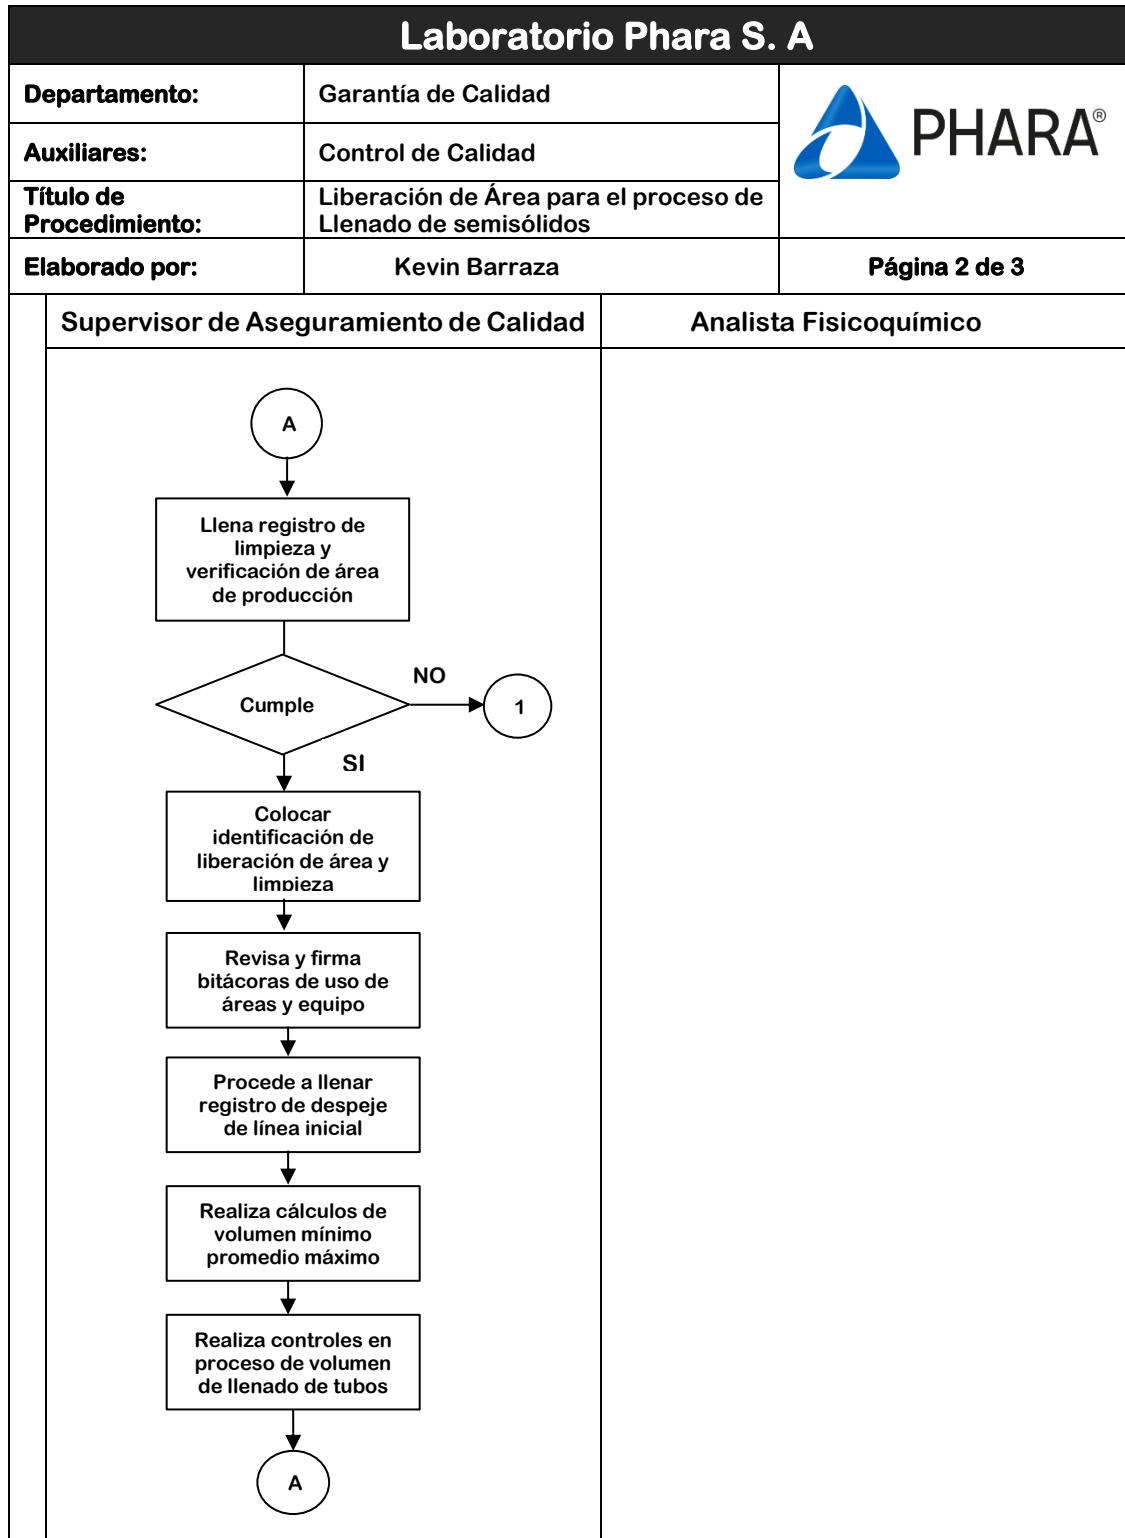 Laboratorio Phara S. A
Departamento:
Garantía de Calidad
PHARA®
Auxiliares:
Control de Calidad
Título de
Procedimiento:
Liberación de Área para el proceso de
Llenado de semisólidos
Elaborado por:
Kevin Barraza
Página 2 de 3
Supervisor de Aseguramiento de Calidad
Analista Fisicoquímico
A
Llena registro de
limpieza y
verificación de área
de producción
Cumple
NO
1
SI
Colocar
identificación de
liberación de área y
limpieza
Revisa y firma
bitácoras de uso de
áreas y equipo
Procede a llenar
registro de despeje
de línea inicial
Realiza cálculos de
volumen mínimo
promedio máximo
Realiza controles en
proceso de volumen
de llenado de tubos
A